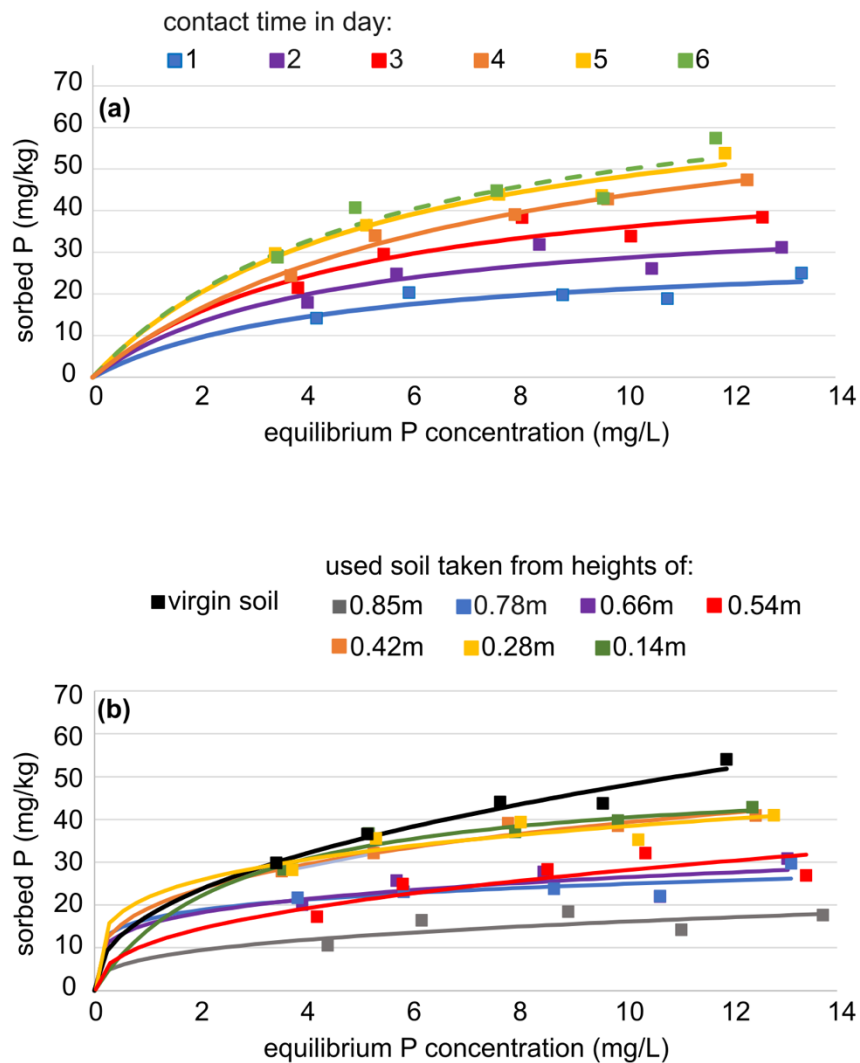 contact time in day:
1 2 3 4 5 6
(a)
70
60
50
40
30
20
10
0
sorbed P (mg/kg)
0 2 4 6 8 10 12 14
equilibrium P concentration (mg/L)
used soil taken from heights of:
virgin soil 0.85m 0.78m 0.66m 0.54m
0.42m 0.28m 0.14m
(b)
70
60
50
40
30
20
10
0
sorbed P (mg/kg)
0 2 4 6 8 10 12 14
equilibrium P concentration (mg/L)